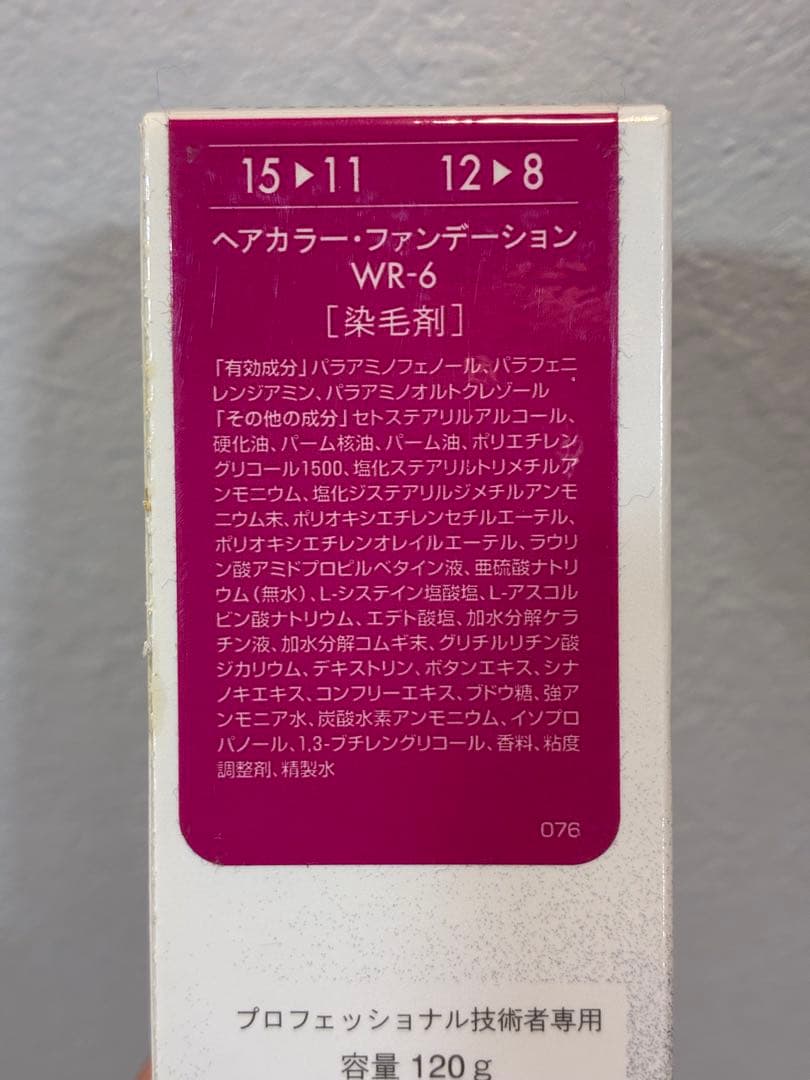 15▶11 12▶8
ヘアカラー・ファンデーション
WR-6
［染毛剤］
「有効成分」パラアミノフェノール、パラフェニ
レンジアミン、パラアミノオルトクレゾール
「その他の成分」セトステアリルアルコール、
硬化油、パーム核油、パーム油、ポリエチレン
グリコール1500、塩化ステアリルトリメチルア
ンモニウム、塩化ジステアリルジメチルアンモ
ニウム末、ポリオキシエチレンセチルエーテル、
ポリオキシエチレンオレイルエーテル、ラウリ
ン酸アミドプロピルベタイン液、亜硫酸ナトリ
ウム（無水）、L-システイン塩酸塩、L-アスコル
ビン酸ナトリウム、エデト酸塩、加水分解ケラ
チン液、加水分解コムギ末、グリチルリチン酸
ジカリウム、デキストリン、ボタンエキス、シナ
ノキエキス、コンフリーエキス、ブドウ糖、強ア
ンモニア水、炭酸水素アンモニウム、イソプロ
パノール、1,3-ブチレングリコール、香料、粘度
調整剤、精製水
076
プロフェッショナル技術者専用
容量 120g